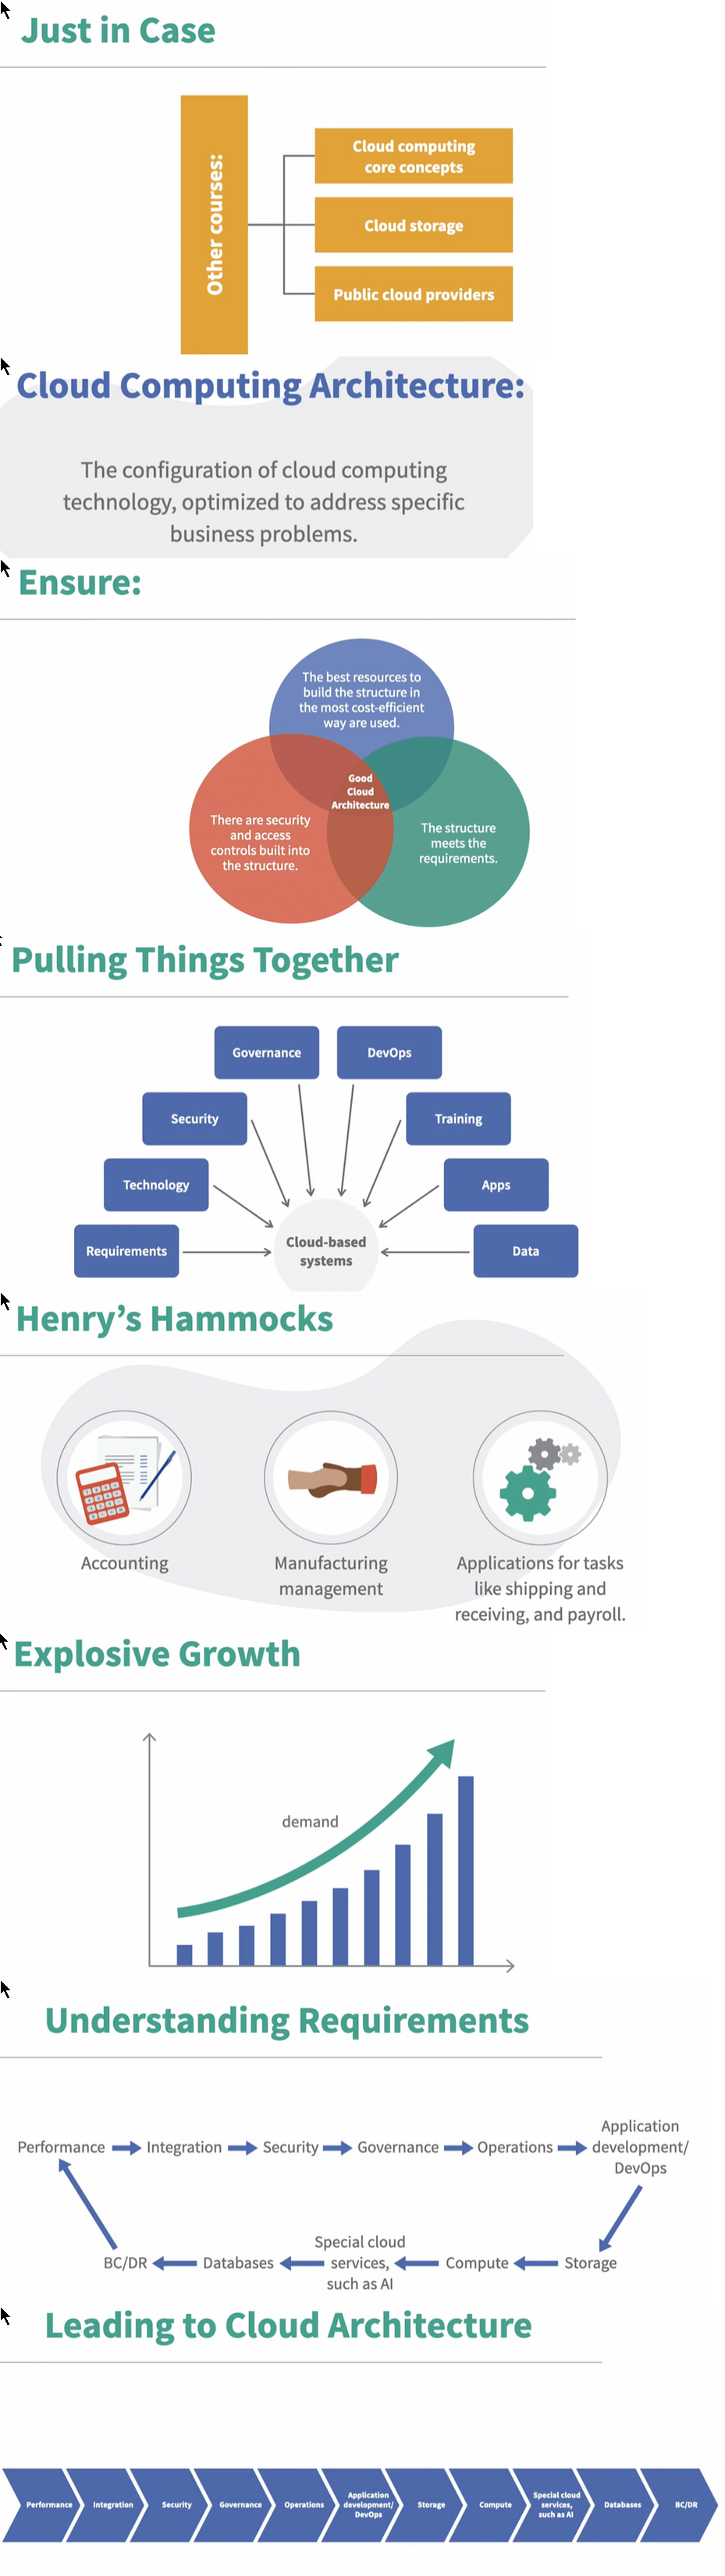 Just in Case
Other courses:
Cloud computing
core concepts
Cloud storage
Public cloud providers
Cloud Computing Architecture:
The configuration of cloud computing
technology, optimized to address specific
business problems.
Ensure:
The best resources to
build the structure in
the most cost-efficient
way are used.
Good
Cloud
Architecture
There are security
and access
controls built into
the structure.
The structure
meets the
requirements.
Pulling Things Together
Governance
DevOps
Security
Training
Technology
Apps
Requirements
Cloud-based
systems
Data
Henry's Hammocks
Accounting
Manufacturing
management
Applications for tasks
like shipping and
receiving, and payroll.
Explosive Growth
demand
Understanding Requirements
Performance
Integration
Security
Governance
Operations
Application
development/
DevOps
BC/DR
Databases
Special cloud
services,
such as AI
Compute
Storage
Leading to Cloud Architecture
Performance
Integration
Security
Governance
Operations
Application
development/
DevOps
Storage
Compute
Special cloud
services,
such as AI
Databases
BC/DR